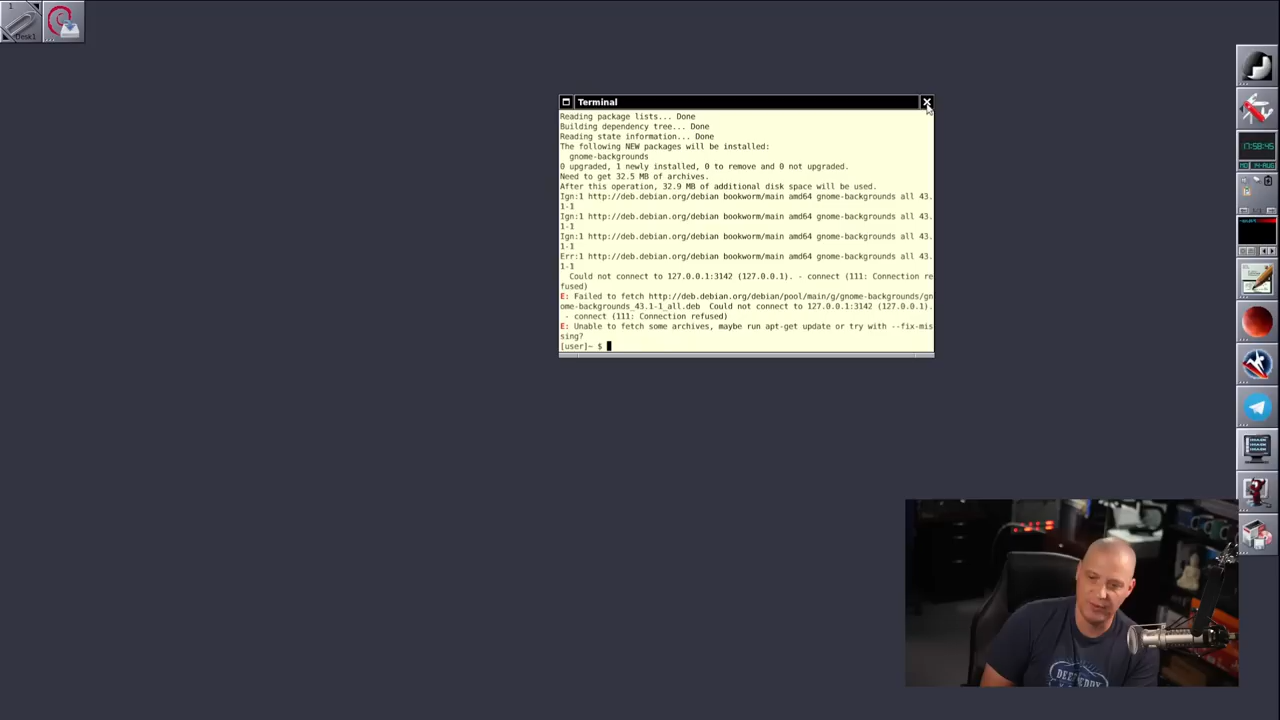 1
Desk1
Terminal
Reading package lists... Done
Building dependency tree... Done
Reading state information... Done
The following NEW packages will be installed:
gnome-backgrounds
0 upgraded, 1 newly installed, 0 to remove and 0 not upgraded.
Need to get 32.5 MB of archives.
After this operation, 32.9 MB of additional disk space will be used.
Ign:1 http://deb.debian.org/debian bookworm/main amd64 gnome-backgrounds all 43.
1-1
Ign:1 http://deb.debian.org/debian bookworm/main amd64 gnome-backgrounds all 43.
1-1
Ign:1 http://deb.debian.org/debian bookworm/main amd64 gnome-backgrounds all 43.
1-1
Err:1 http://deb.debian.org/debian bookworm/main amd64 gnome-backgrounds all 43.
1-1
Could not connect to 127.0.0.1:3142 (127.0.0.1). - connect (111: Connection re
fused)
E: Failed to fetch http://deb.debian.org/debian/pool/main/g/gnome-backgrounds/gn
ome-backgrounds_43.1-1_all.deb  Could not connect to 127.0.0.1:3142 (127.0.0.1).
- connect (111: Connection refused)
E: Unable to fetch some archives, maybe run apt-get update or try with --fix-mis
sing?
[user]~ $
17:58:45
14-AUG